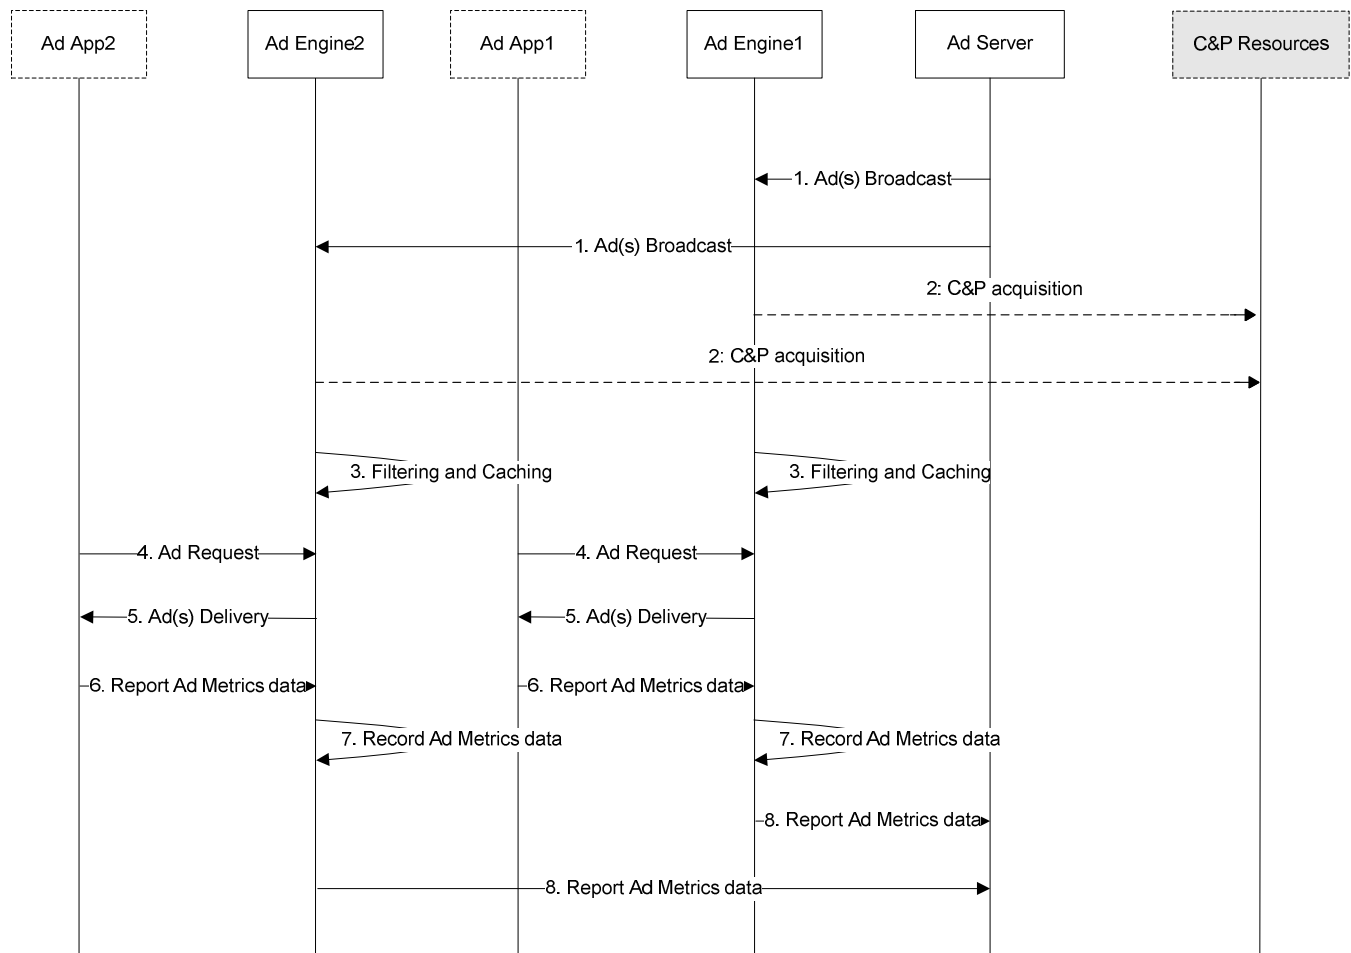 Ad App2
Ad Engine2
Ad App1
Ad Engine1
Ad Server
C&P Resources
1. Ad(s) Broadcast
1. Ad(s) Broadcast
2: C&P acquisition
2: C&P acquisition
3. Filtering and Caching
3. Filtering and Caching
4. Ad Request
4. Ad Request
5. Ad(s) Delivery
5. Ad(s) Delivery
6. Report Ad Metrics data
6. Report Ad Metrics data
7. Record Ad Metrics data
7. Record Ad Metrics data
8. Report Ad Metrics data
8. Report Ad Metrics data